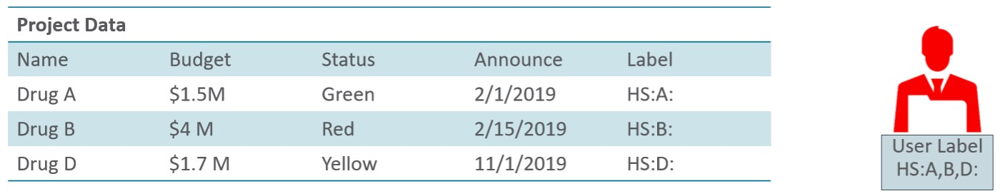 Project Data
Name Budget Status Announce Label
Drug A $1.5M Green 2/1/2019 HS:A:
Drug B $4 M Red 2/15/2019 HS:B:
Drug D $1.7 M Yellow 11/1/2019 HS:D:
User Label
HS:A,B,D: